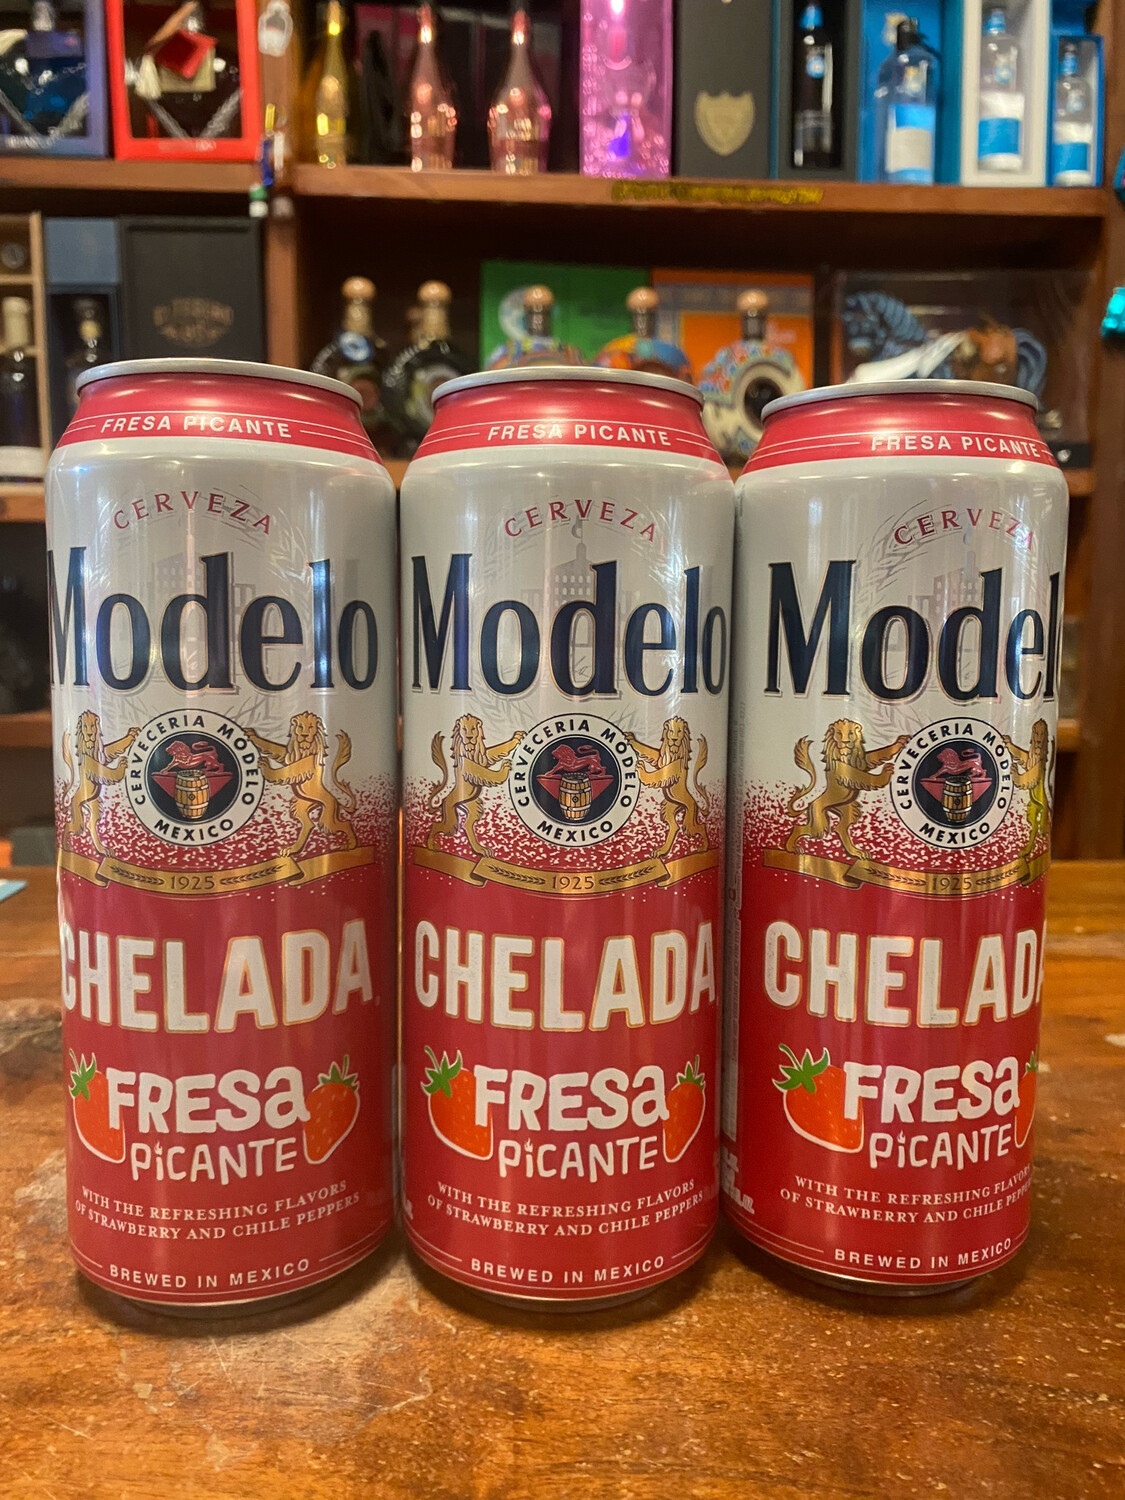 FRESA PICANTE
CERVEZA
Modelo
CERVECERIA MODELO
MEXICO
1925
CHELADA
FRESa
PiCANTE
WITH THE REFRESHING FLAVORS
OF STRAWBERRY AND CHILE PEPPERS
BREWED IN MEXICO
FRESA PICANTE
CERVEZA
Modelo
CERVECERIA MODELO
MEXICO
1925
CHELADA
FRESa
PiCANTE
WITH THE REFRESHING FLAVORS
OF STRAWBERRY AND CHILE PEPPERS
BREWED IN MEXICO
FRESA PICANTE
CERVEZA
Model
CERVECERIA MODELO
MEXICO
1925
CHELADA
FRESa
PiCANTE
WITH THE REFRESHING FLAVORS
OF STRAWBERRY AND CHILE PEPP
BREWED IN MEXICO